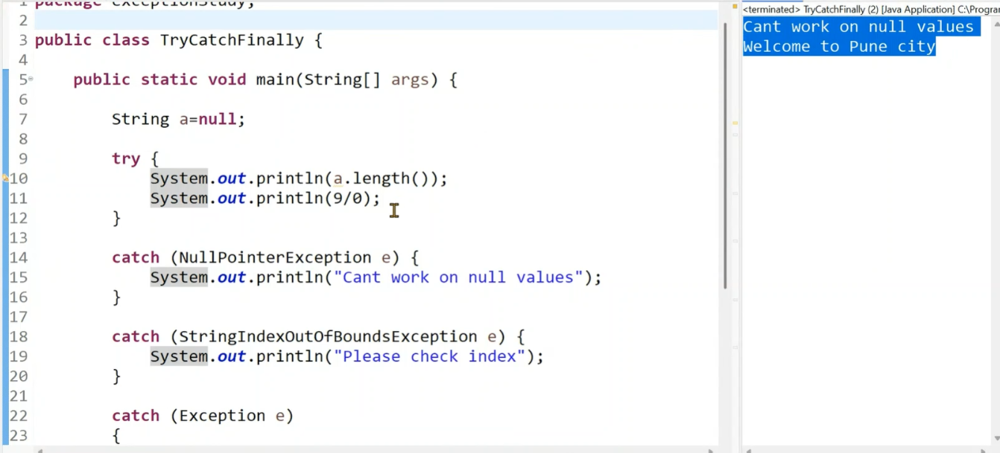 1 package exceptionStudy;
2
3 public class TryCatchFinally {
4
5 public static void main(String[] args) {
6
7 String a=null;
8
9 try {
10 System.out.println(a.length());
11 System.out.println(9/0);
12 }
13
14 catch (NullPointerException e) {
15 System.out.println("Cant work on null values");
16 }
17
18 catch (StringIndexOutOfBoundsException e) {
19 System.out.println("Please check index");
20 }
21
22 catch (Exception e)
23 {
<terminated> TryCatchFinally (2) [Java Application] C:\Program
Cant work on null values
Welcome to Pune city